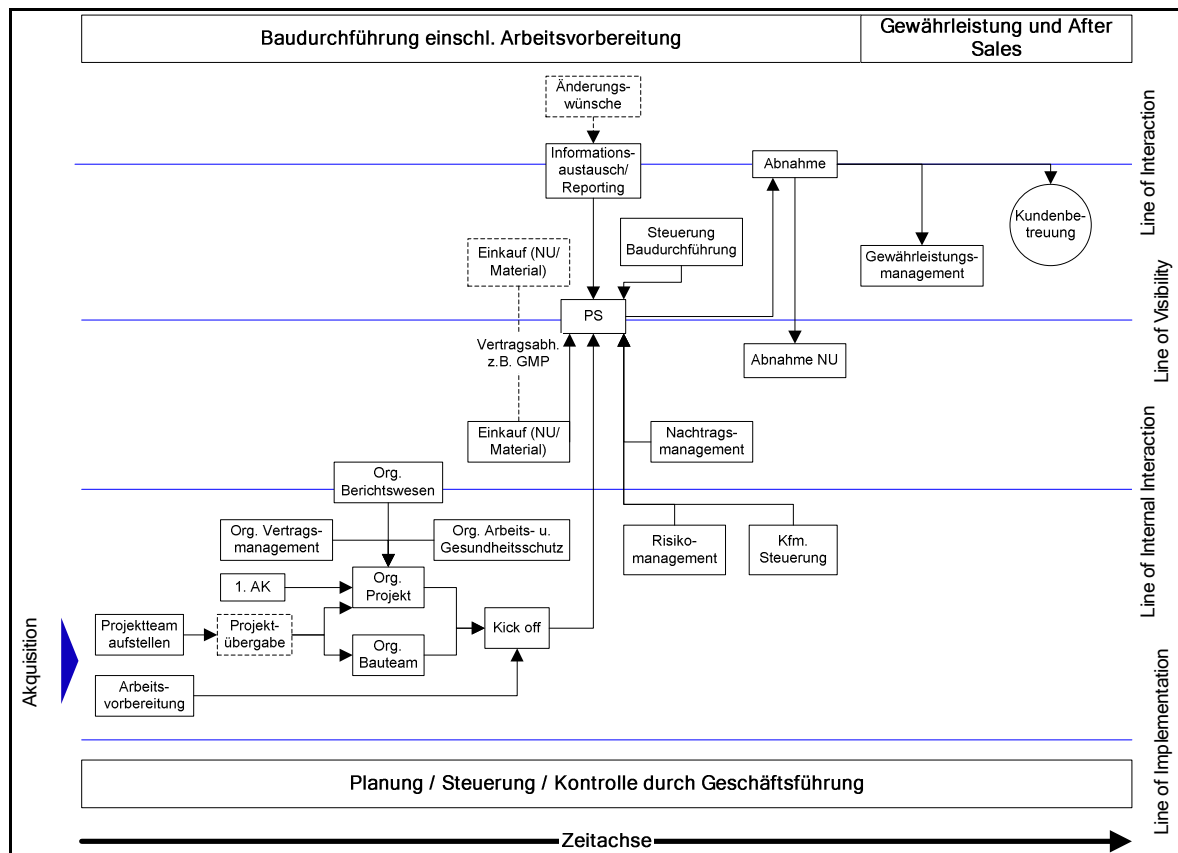 Baudurchführung einschl. Arbeitsvorbereitung
Gewährleistung und After
Sales
Änderungs-
wünsche
Informations-
austausch/
Reporting
Abnahme
Line of Interaction
Kundenbe-
treuung
Steuerung
Baudurchführung
Einkauf (NU/
Material)
Gewährleistungs-
management
PS
Line of Visibility
Vertragsabh.
z.B. GMP
Abnahme NU
Einkauf (NU/
Material)
Nachtrags-
management
Org.
Berichtswesen
Line of Internal Interaction
Org. Vertrags-
management
Org. Arbeits- u.
Gesundheitsschutz
Risiko-
management
Kfm.
Steuerung
1. AK
Org.
Projekt
Projektteam
aufstellen
Projekt-
übergabe
Kick off
Org.
Bauteam
Akquisition
Arbeits-
vorbereitung
Line of Implementation
Planung / Steuerung / Kontrolle durch Geschäftsführung
Zeitachse